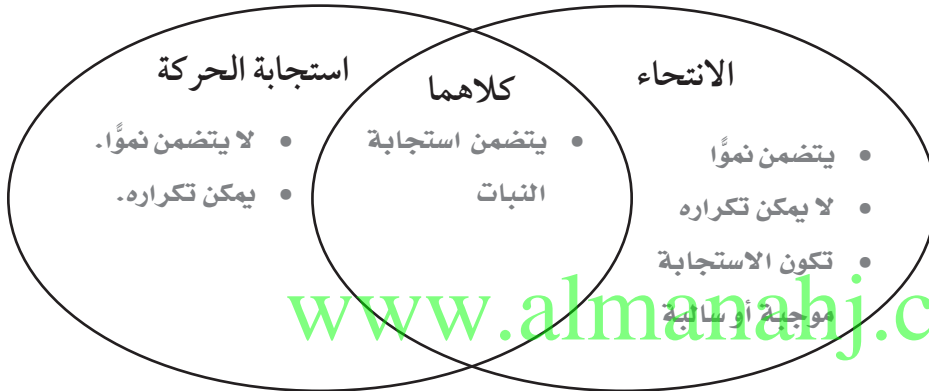 الانتحاء
يتضمن نموًّا
لا يمكن تكراره
تكون الاستجابة
موجبة أو سالبة
كلاهما
يتضمن استجابة
النبات
استجابة الحركة
لا يتضمن نموًّا.
يمكن تكراره.
www.almanahj.c